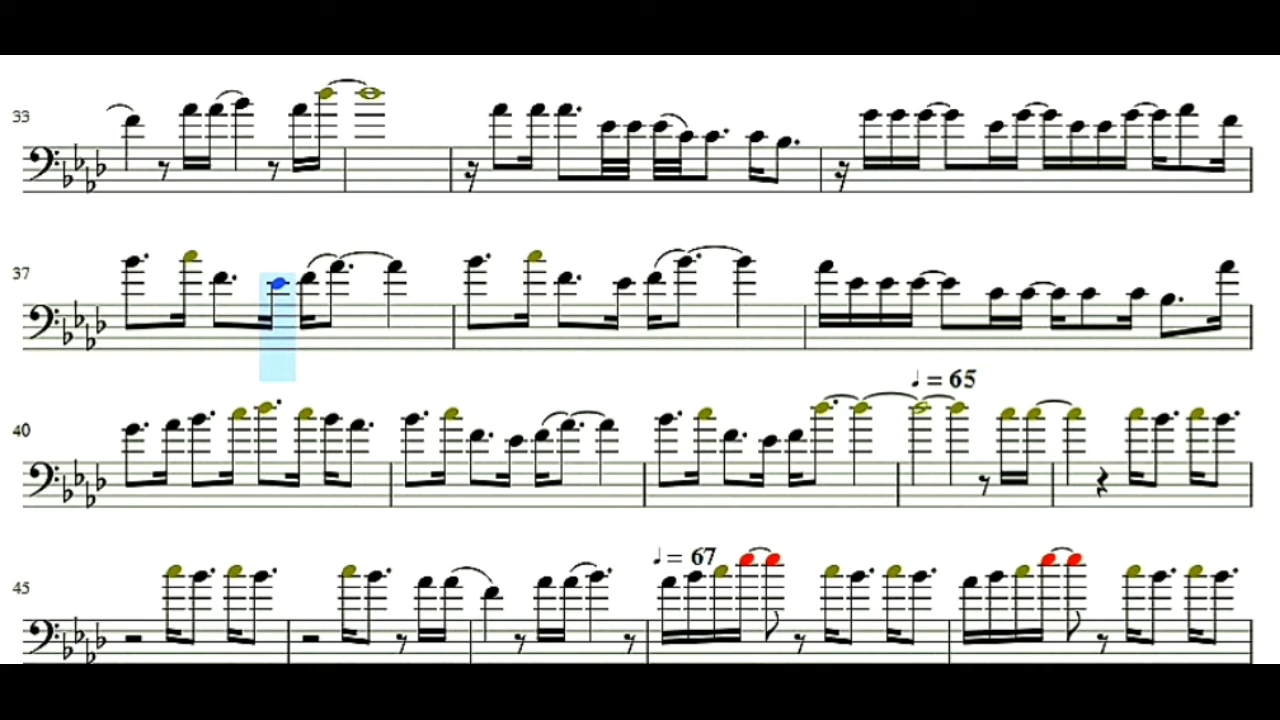 33
37
♩ = 65
40
♩ = 67
45